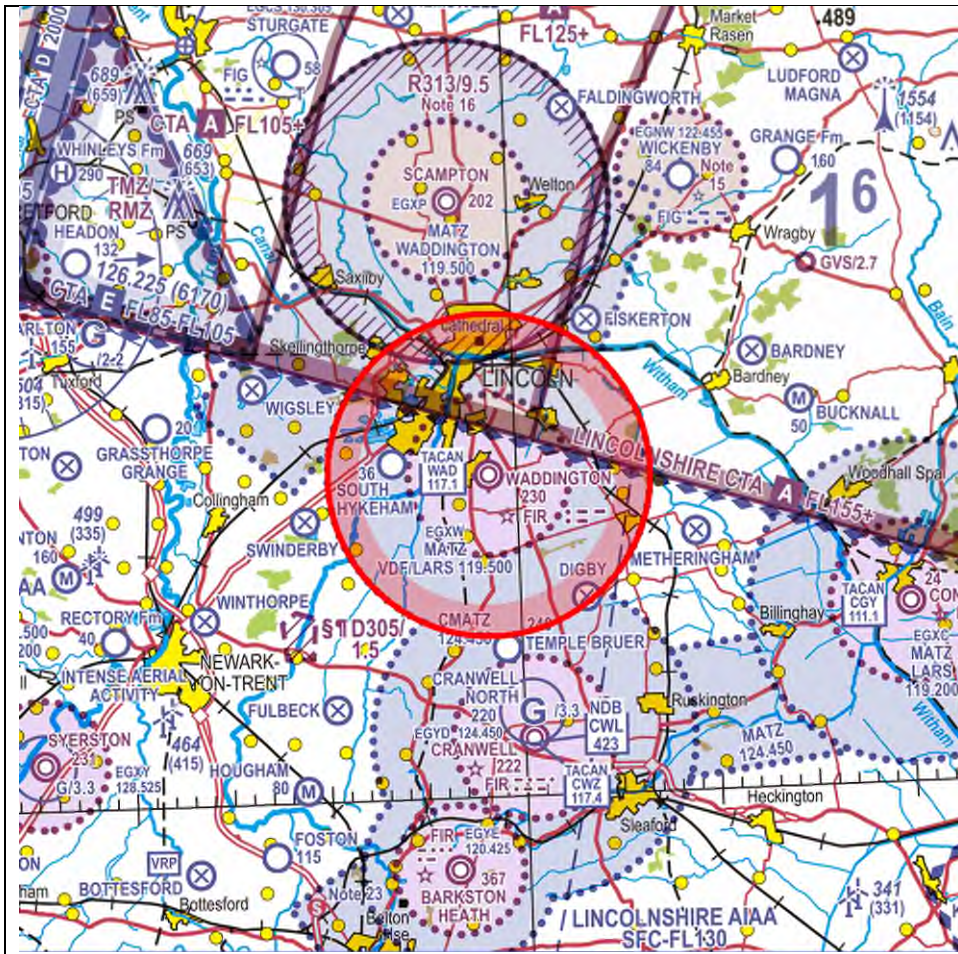 CTA D 2000
EGCS 130.305
STURGATE
58
FIG
689
(659)
PS
CTA A FL105+
669
(653)
WHINLEYS Fm
290
TMZ/
RMZ
PS
HEADON
132
126.225 (6170)
CTA E FL85-FL105
G
/2.2
155
Tuxford
Canal
Saxilby
Skellingthorpe
A
FL125+
R313/9.5
Note 16
SCAMPTON
EGXP
202
MATZ
WADDINGTON
119.500
Welton
FALDINGWORTH
Market
Rasen
.489
LUDFORD
MAGNA
1554
(1154)
EGNW 122.455
WICKENBY
84
Note
15
FIG
GRANGE Fm
160
16
Wragby
GVS/2.7
Bain
Cathedral
FISKERTON
LINCOLN
Witham
BARDNEY
Bardney
M
BUCKNALL
50
WIGSLEY
20
GRASSTHORPE
GRANGE
Collingham
499
(335)
160
M
SWINDERBY
36
SOUTH
HYKEHAM
TACAN
WAD
117.1
WADDINGTON
230
FIR
EGXW
MATZ
VDF/LARS 119.500
LINCOLNSHIRE CTA A FL155+
Woodhall Spa
METHERINGHAM
DIGBY
TACAN
CGY
111.1
24
Billinghay
EGXC
MATZ
LARS
119.200
Witham
RECTORY Fm
40
WINTHORPE
§¶D305/
1.5
NEWARK-
ON-TRENT
INTENSE AERIAL
ACTIVITY
CMATZ
TEMPLE BRUER
CRANWELL
NORTH
220
G
/3.3
EGYD 124.450
CRANWELL
222
FIR
NDB
CWL
423
Ruskington
MATZ
124.450
FULBECK
SYERSTON
231
G/3.3
EGXY
128.525
464
(415)
HOUGHAM
80
M
TACAN
CWZ
117.4
Sleaford
Heckington
FOSTON
115
VRP
BOTTESFORD
Bottesford
Note 23
S
Belton
Hse
FIR
EGYE
120.425
367
BARKSTON
HEATH
341
(331)
LINCOLNSHIRE AIAA
SFC-FL130